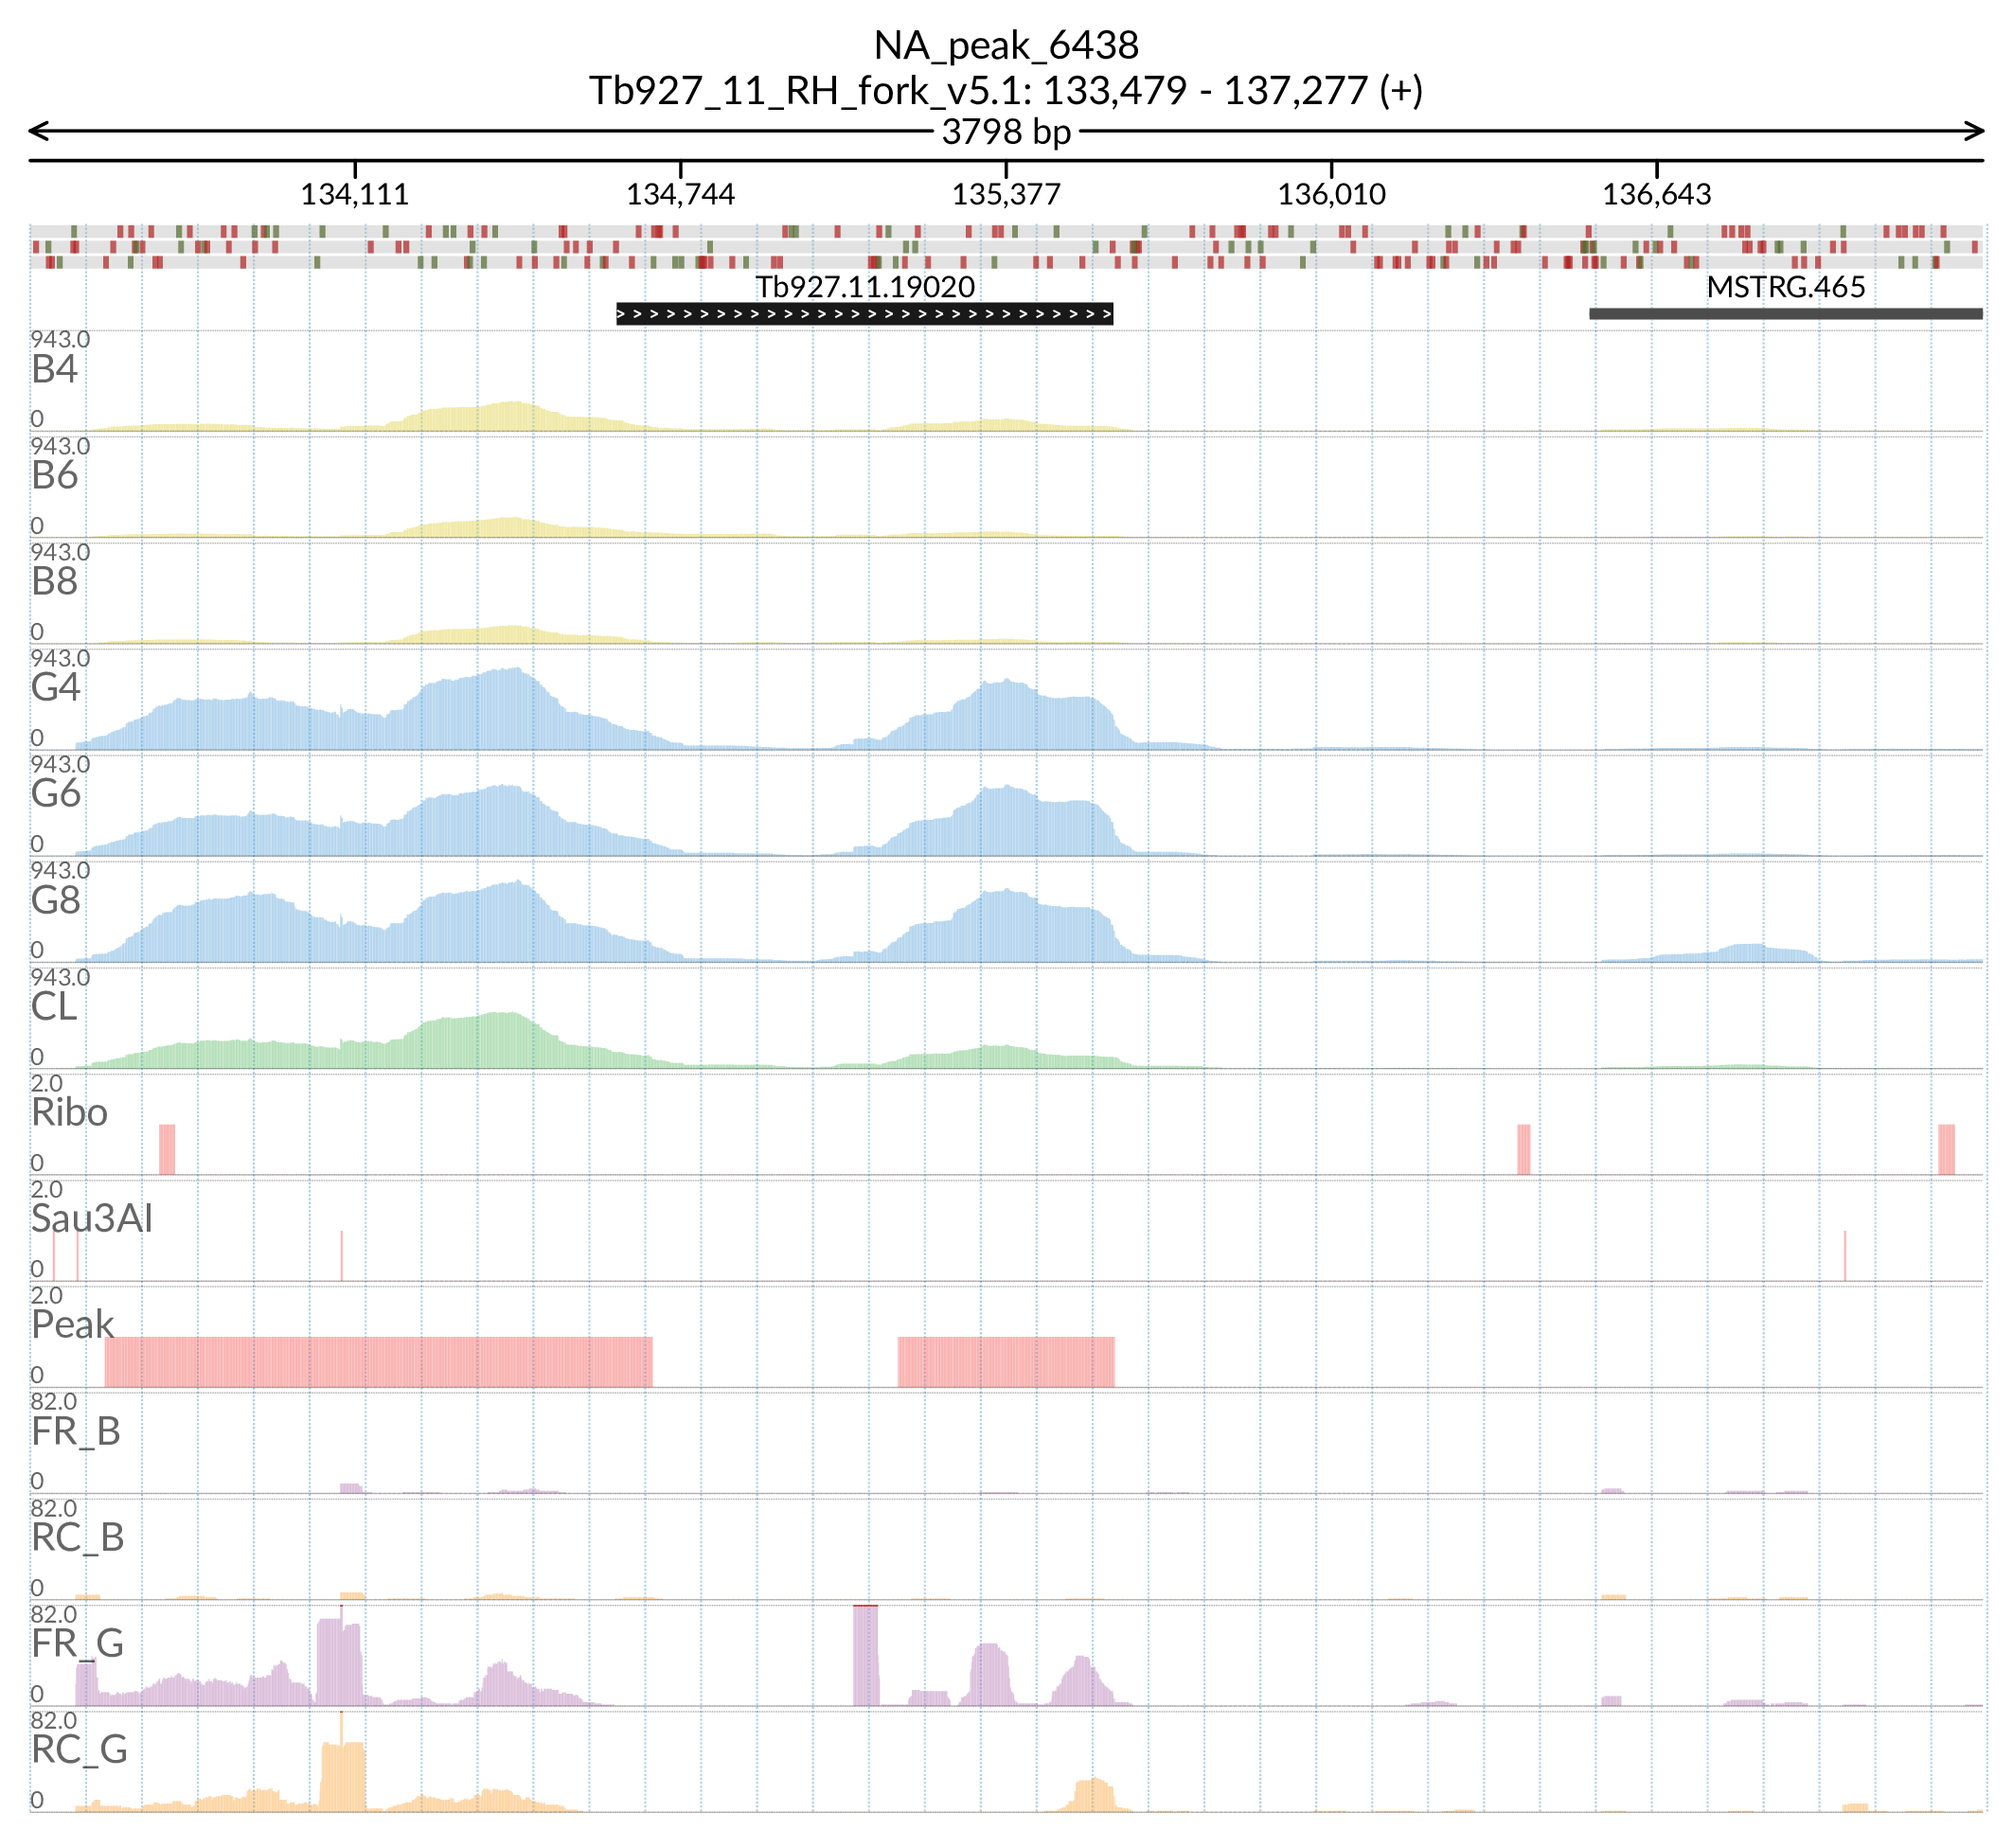 NA_peak_6438
Tb927_11_RH_fork_v5.1: 133,479 - 137,277 (+)
3798 bp
134,111 134,744 135,377 136,010 136,643
Tb927.11.19020 MSTRG.465
943.0
B4
0
943.0
B6
0
943.0
B8
0
943.0
G4
0
943.0
G6
0
943.0
G8
0
943.0
CL
0
2.0
Ribo
0
2.0
Sau3AI
0
2.0
Peak
0
82.0
FR_B
0
82.0
RC_B
0
82.0
FR_G
0
82.0
RC_G
0